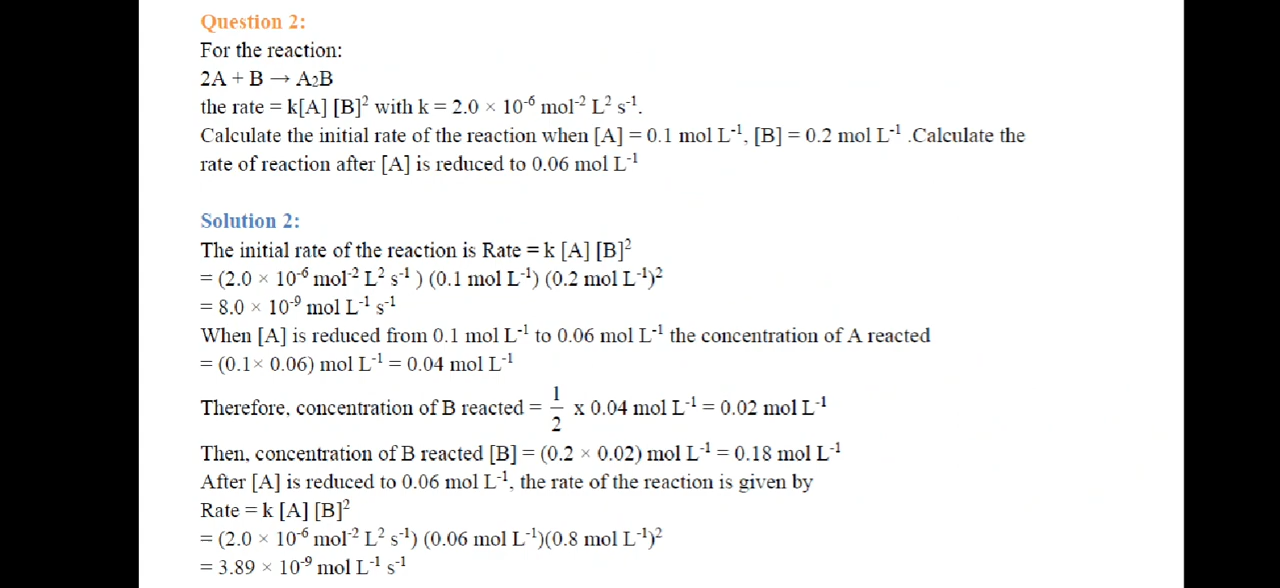 Question 2:
For the reaction:
2A + B → A₂B
the rate = k[A] [B]² with k = 2.0 × 10⁻⁶ mol⁻² L² s⁻¹.
Calculate the initial rate of the reaction when [A] = 0.1 mol L⁻¹, [B] = 0.2 mol L⁻¹ .Calculate the
rate of reaction after [A] is reduced to 0.06 mol L⁻¹
Solution 2:
The initial rate of the reaction is Rate = k [A] [B]²
= (2.0 × 10⁻⁶ mol⁻² L² s⁻¹ ) (0.1 mol L⁻¹) (0.2 mol L⁻¹)²
= 8.0 × 10⁻⁹ mol L⁻¹ s⁻¹
When [A] is reduced from 0.1 mol L⁻¹ to 0.06 mol L⁻¹ the concentration of A reacted
= (0.1× 0.06) mol L⁻¹ = 0.04 mol L⁻¹
Therefore, concentration of B reacted = 1/2 x 0.04 mol L⁻¹ = 0.02 mol L⁻¹
Then, concentration of B reacted [B] = (0.2 × 0.02) mol L⁻¹ = 0.18 mol L⁻¹
After [A] is reduced to 0.06 mol L⁻¹, the rate of the reaction is given by
Rate = k [A] [B]²
= (2.0 × 10⁻⁶ mol⁻² L² s⁻¹) (0.06 mol L⁻¹)(0.8 mol L⁻¹)²
= 3.89 × 10⁻⁹ mol L⁻¹ s⁻¹